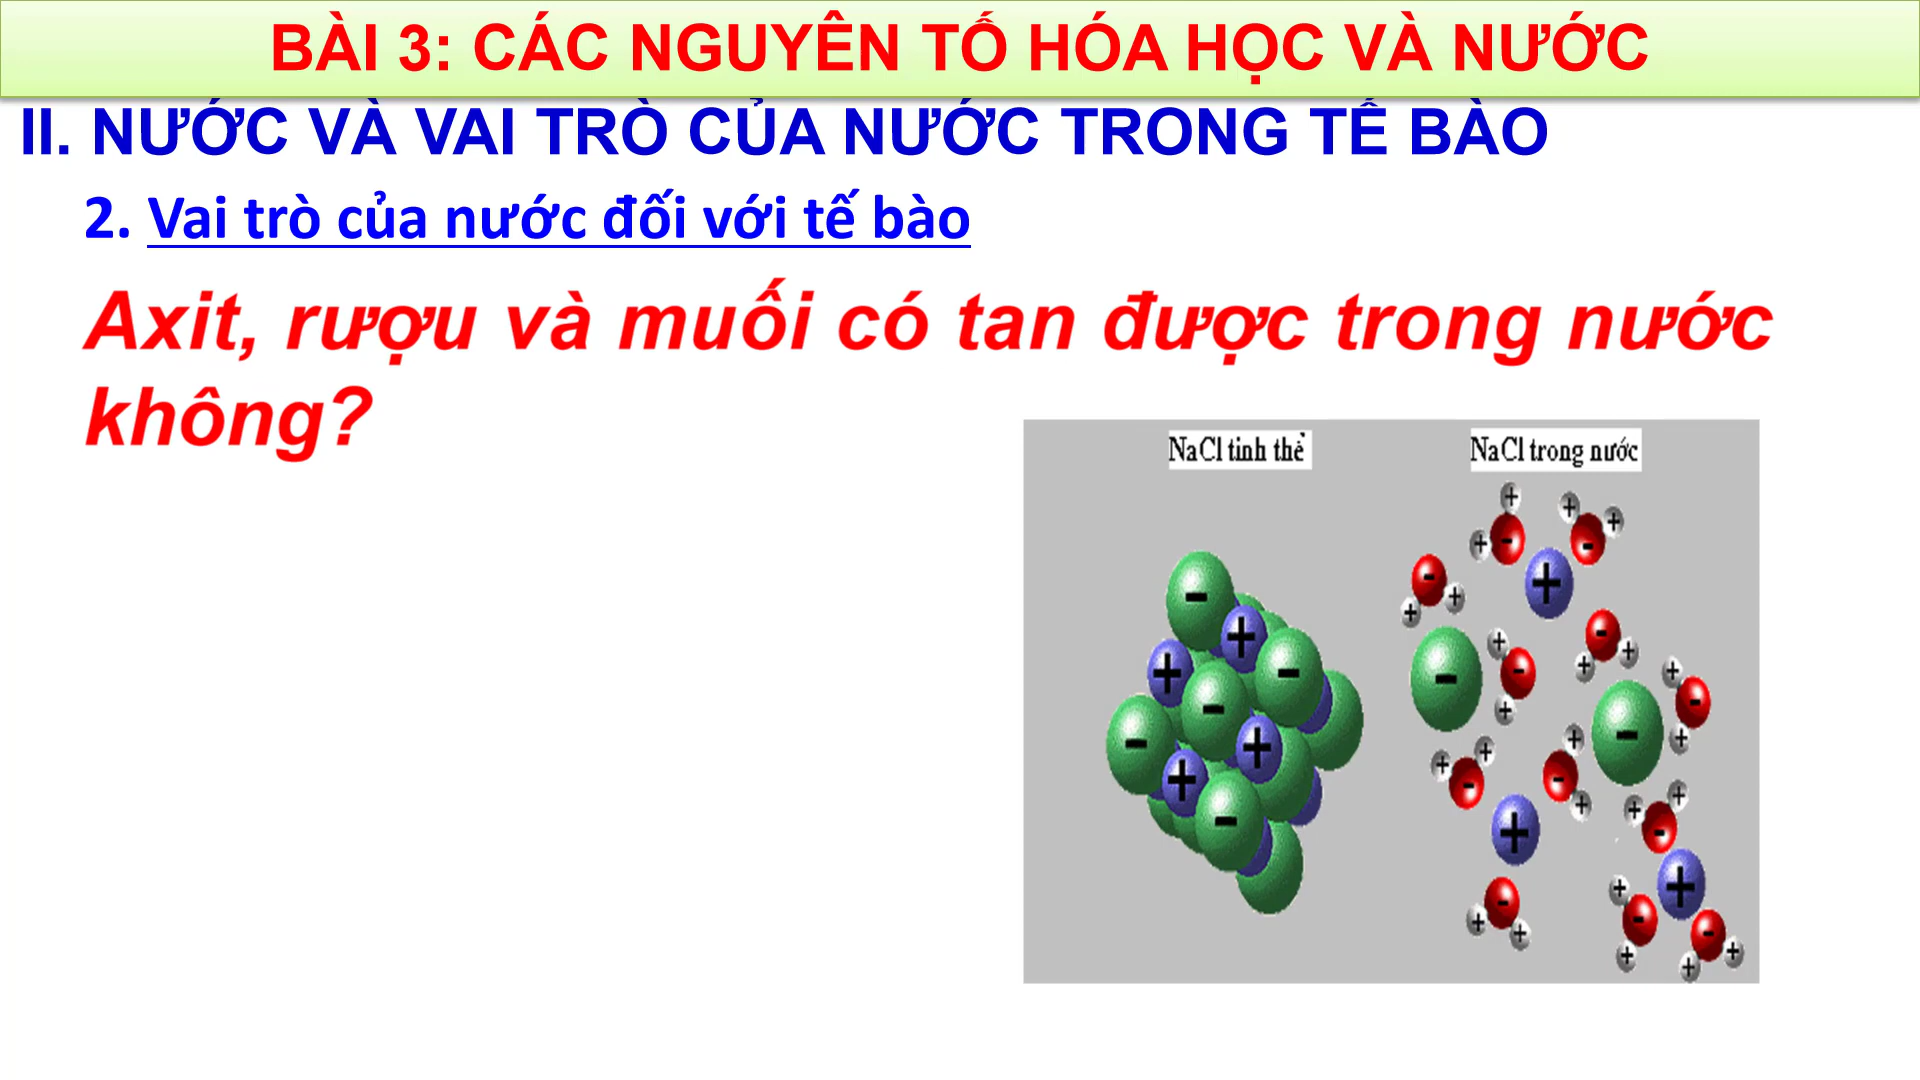 BÀI 3: CÁC NGUYÊN TỐ HÓA HỌC VÀ NƯỚC
II. NƯỚC VÀ VAI TRÒ CỦA NƯỚC TRONG TẾ BÀO
2. Vai trò của nước đối với tế bào
Axit, rượu và muối có tan được trong nước
không?
NaCl tinh thể
NaCl trong nước